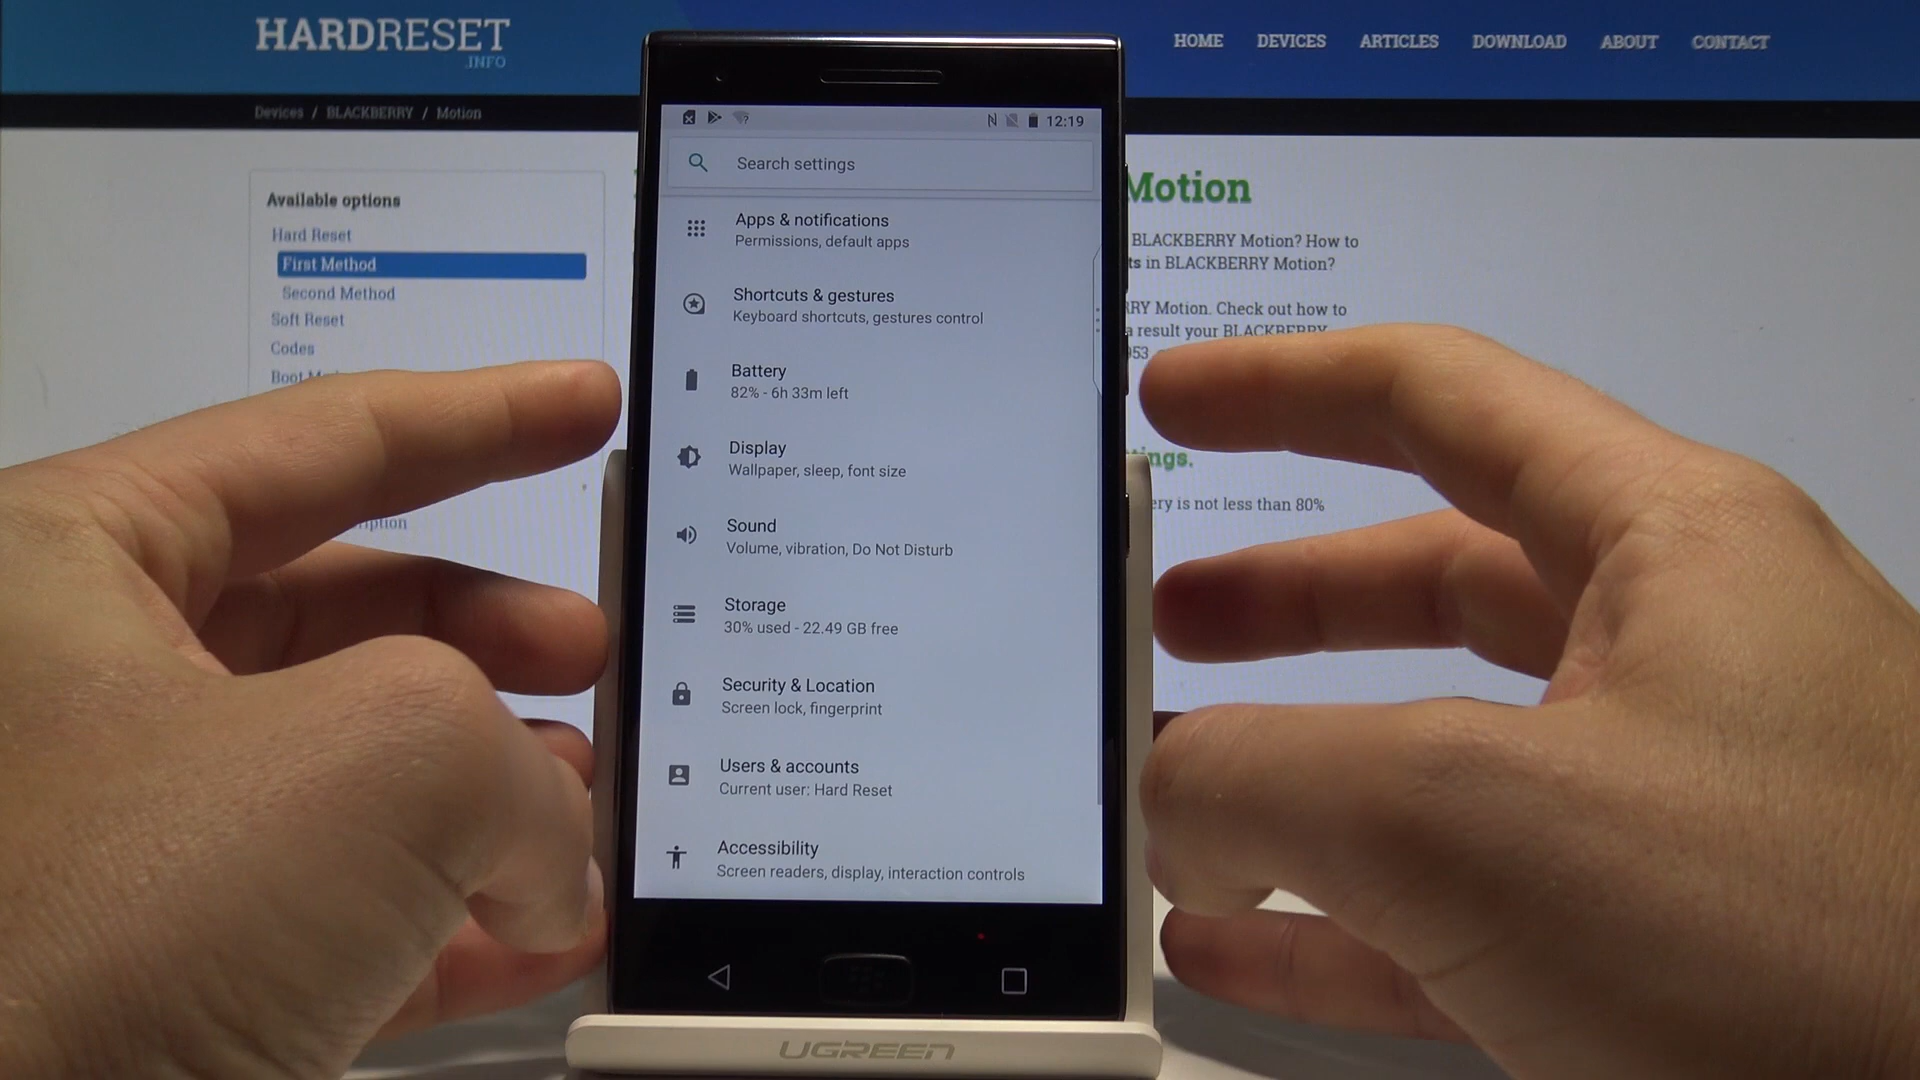 HARDRESET
.INFO
HOME DEVICES ARTICLES DOWNLOAD ABOUT CONTACT
Devices / BLACKBERRY / Motion
Available options
Hard Reset
First Method
Second Method
Soft Reset
Codes
Boot
Motion
BLACKBERRY Motion? How to
in BLACKBERRY Motion?
Motion. Check out how to
a result your BLACKBERRY
is not less than 80%
12:19
Search settings
Apps & notifications
Permissions, default apps
Shortcuts & gestures
Keyboard shortcuts, gestures control
Battery
82% - 6h 33m left
Display
Wallpaper, sleep, font size
Sound
Volume, vibration, Do Not Disturb
Storage
30% used - 22.49 GB free
Security & Location
Screen lock, fingerprint
Users & accounts
Current user: Hard Reset
Accessibility
Screen readers, display, interaction controls
UGREEN